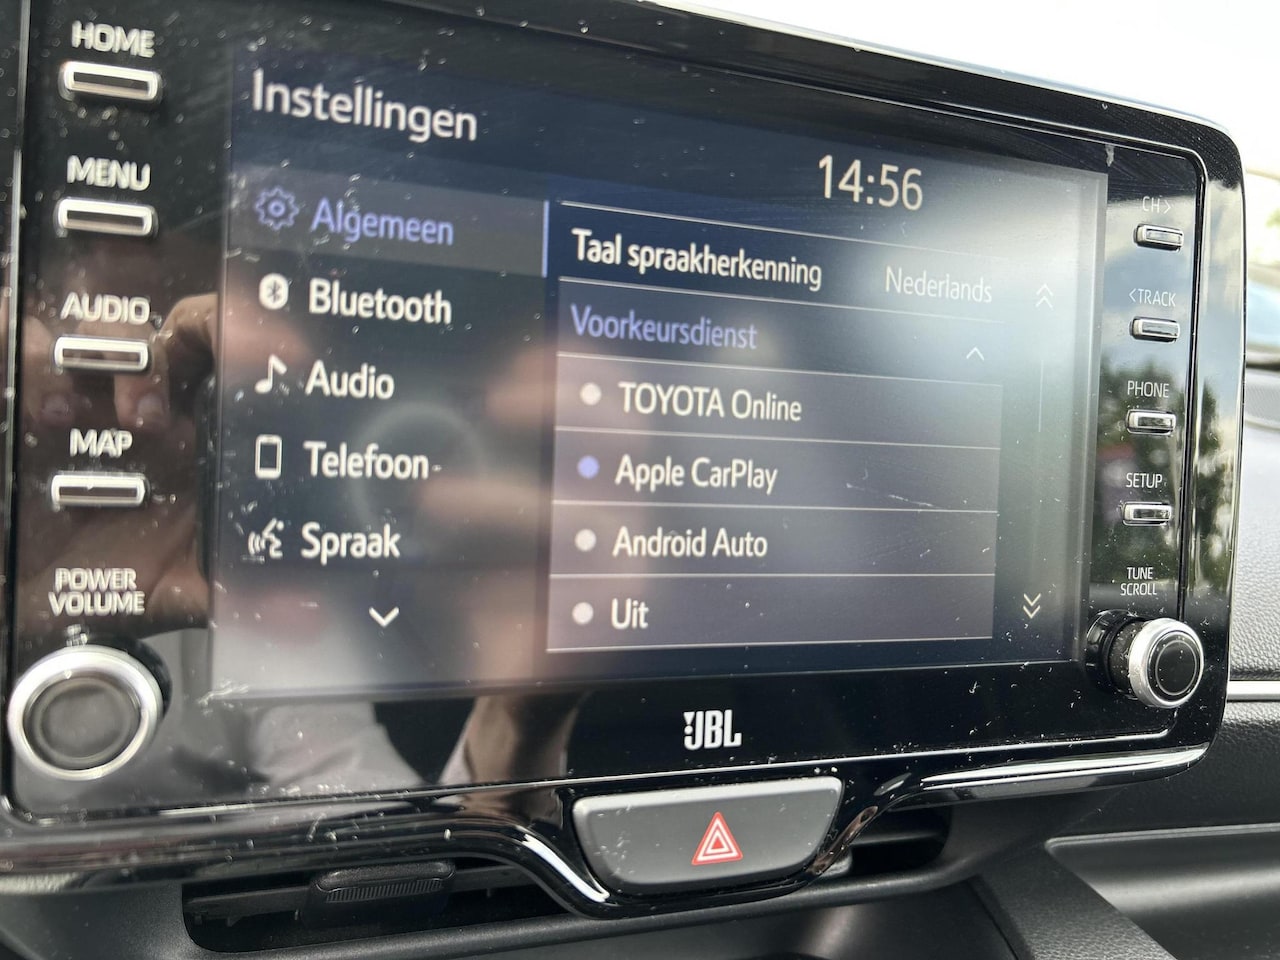 HOME
MENU
AUDIO
MAP
POWER
VOLUME
Instellingen
14:56
Algemeen
Bluetooth
Audio
Telefoon
Spraak
Taal spraakherkenning Nederlands
Voorkeursdienst
TOYOTA Online
Apple CarPlay
Android Auto
Uit
CH>
<TRACK
PHONE
SETUP
TUNE
SCROLL
JBL